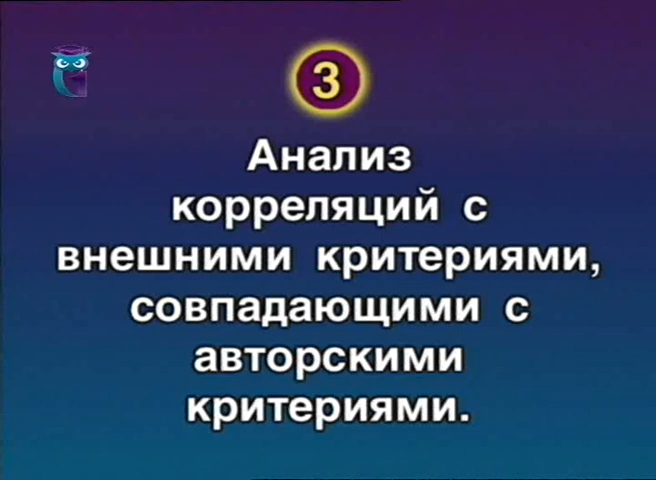 3
Анализ
корреляций с
внешними критериями,
совпадающими с
авторскими
критериями.